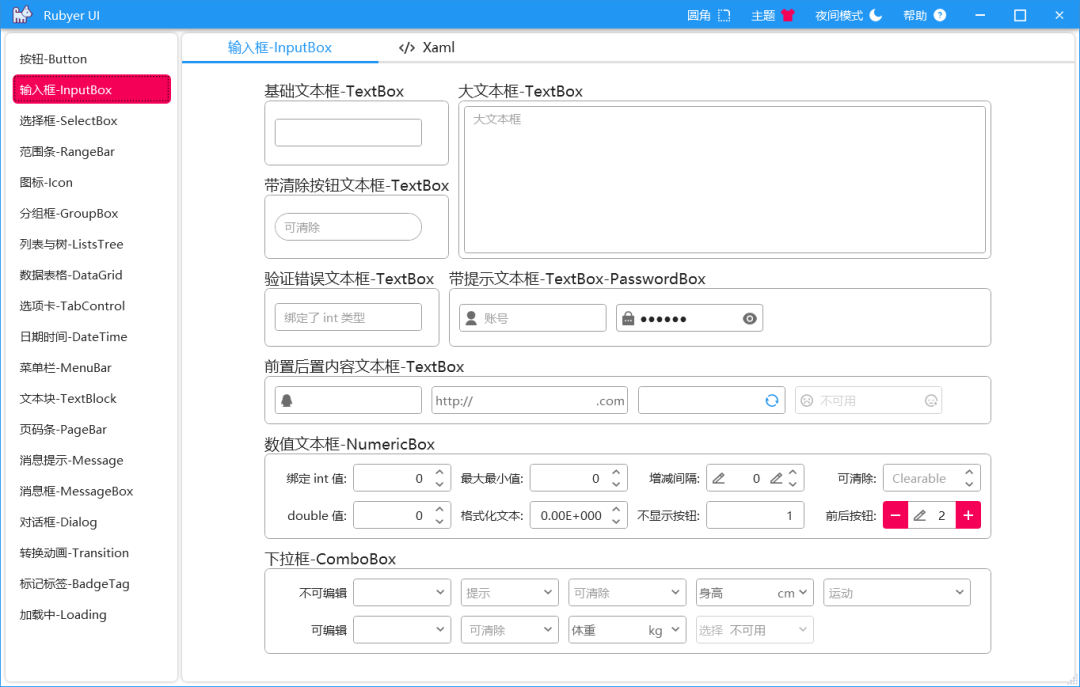 Rubyer UI
圆角
主题
夜间模式
帮助
按钮-Button
输入框-InputBox
选择框-SelectBox
范围条-RangeBar
图标-Icon
分组框-GroupBox
列表与树-ListsTree
数据表格-DataGrid
选项卡-TabControl
日期时间-DateTime
菜单栏-MenuBar
文本块-TextBlock
页码条-PageBar
消息提示-Message
消息框-MessageBox
对话框-Dialog
转换动画-Transition
标记标签-BadgeTag
加载中-Loading
输入框-InputBox
</> Xaml
基础文本框-TextBox
大文本框-TextBox
大文本框
带清除按钮文本框-TextBox
可清除
验证错误文本框-TextBox
绑定了 int 类型
带提示文本框-TextBox-PasswordBox
账号
●●●●●●
前置后置内容文本框-TextBox
http:// .com
不可用
数值文本框-NumericBox
绑定 int 值: 0
最大最小值: 0
增减间隔: 0
可清除: Clearable
double 值: 0
格式化文本: 0.00E+000
不显示按钮: 1
前后按钮: − 2 +
下拉框-ComboBox
不可编辑
提示
可清除
身高 cm
运动
可编辑
可清除
体重 kg
选择 不可用